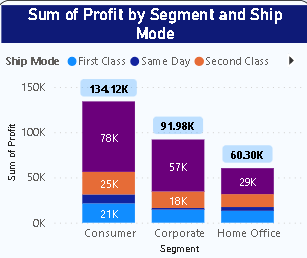 Sum of Profit by Segment and Ship
Mode
Ship Mode First Class Same Day Second Class
150K
100K
50K
0K
Sum of Profit
134.12K
78K
25K
21K
91.98K
57K
18K
60.30K
29K
Consumer Corporate Home Office
Segment